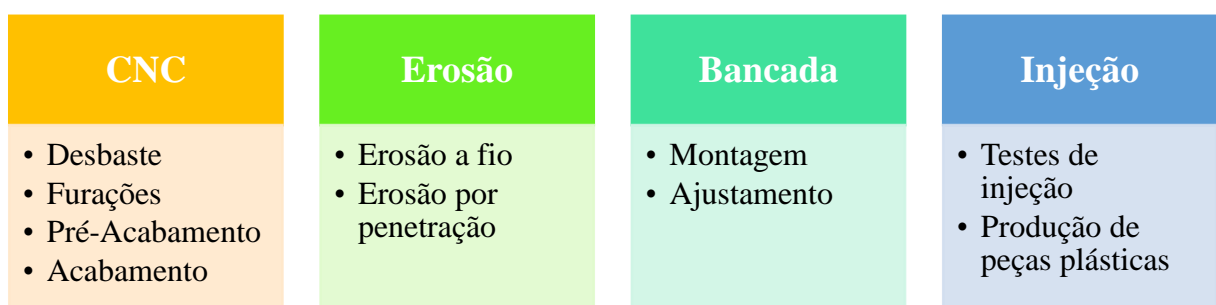 CNC
• Desbaste
• Furações
• Pré-Acabamento
• Acabamento
Erosão
• Erosão a fio
• Erosão por
penetração
Bancada
• Montagem
• Ajustamento
Injeção
• Testes de
injeção
• Produção de
peças plásticas